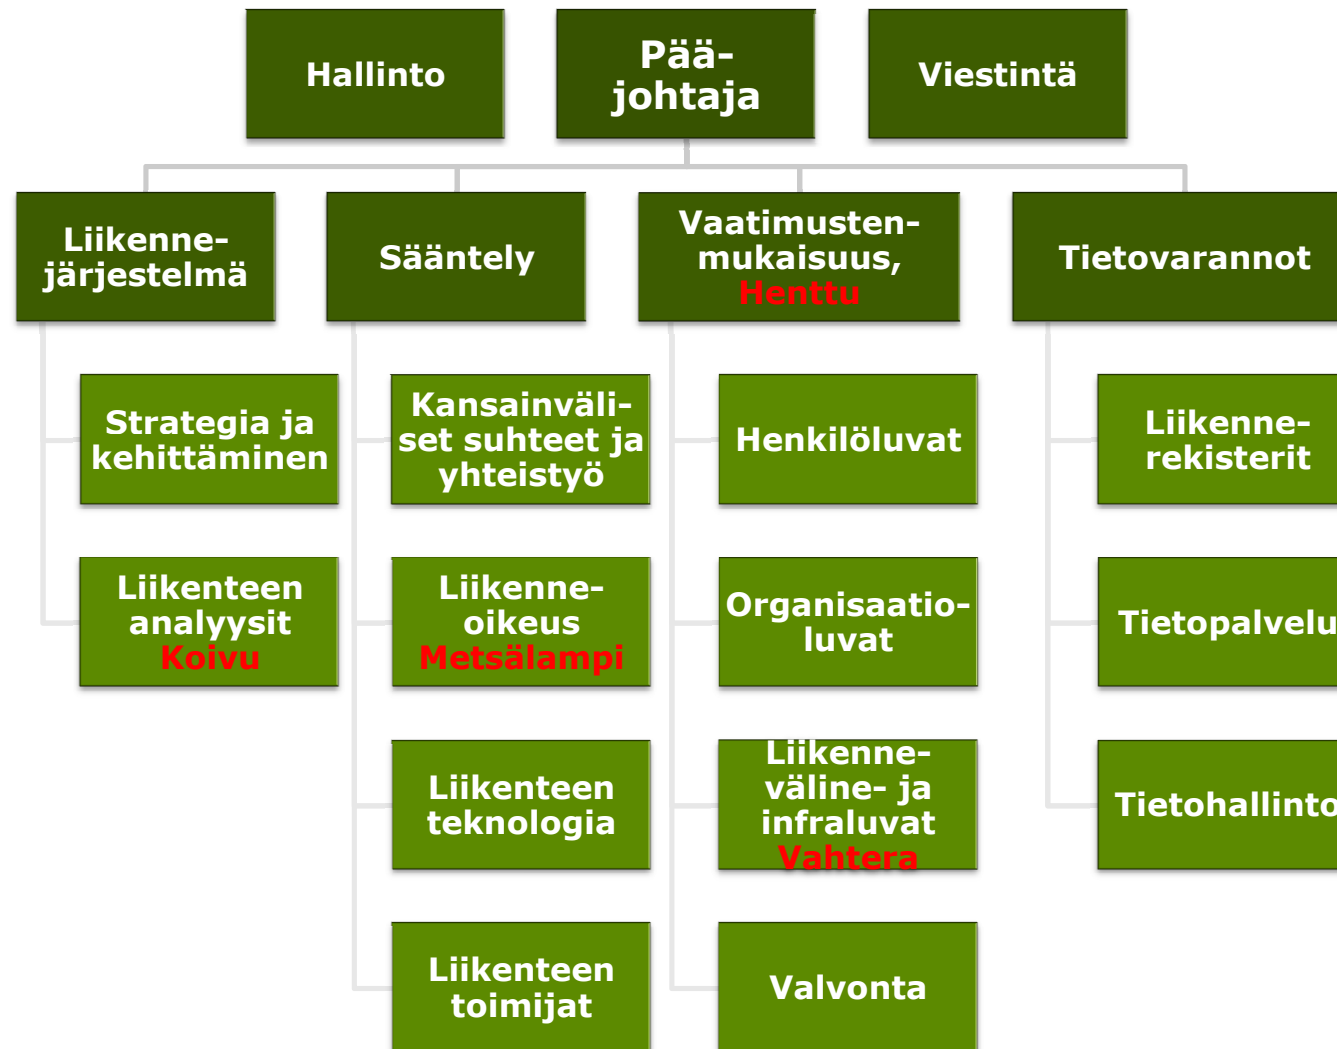 Hallinto
Pää-
johtaja
Viestintä
Liikenne-
järjestelmä
Sääntely
Vaatimusten-
mukaisuus,
Henttu
Tietovarannot
Strategia ja
kehittäminen
Liikenteen
analyysit
Koivu
Kansainväli-
set suhteet ja
yhteistyö
Liikenne-
oikeus
Metsälampi
Liikenteen
teknologia
Liikenteen
toimijat
Henkilöluvat
Organisaatio-
luvat
Liikenne-
väline- ja
infraluvat
Vahtera
Valvonta
Liikenne-
rekisterit
Tietopalvelu
Tietohallinto